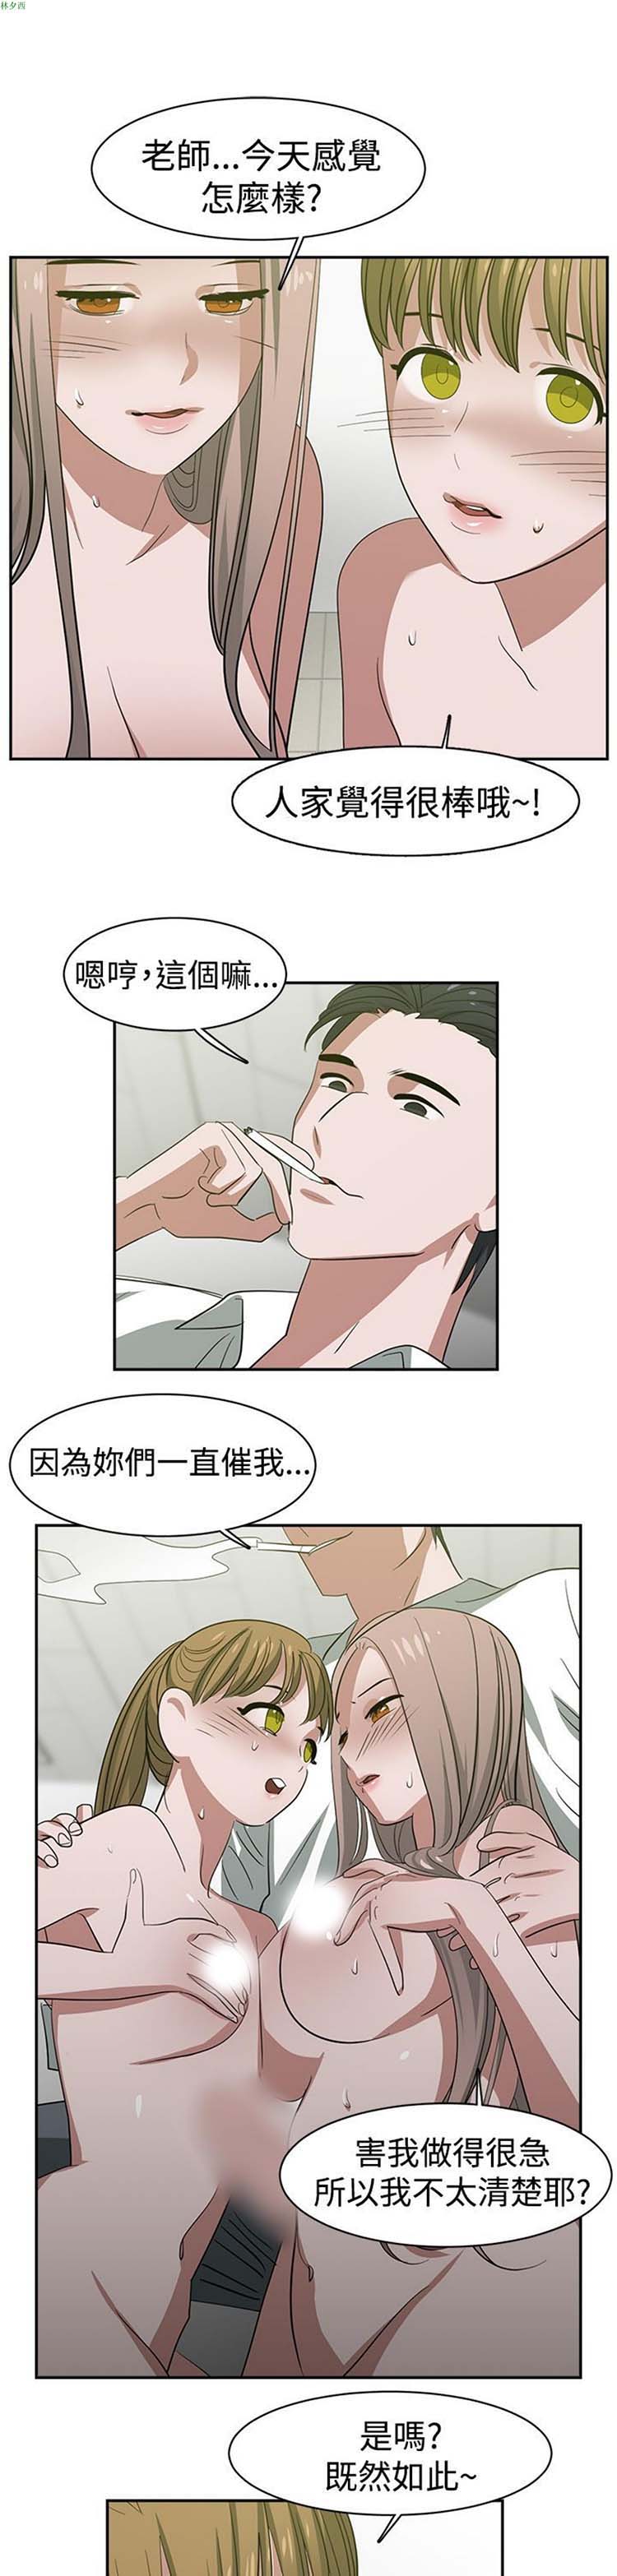 林夕西
老師...今天感覺
怎麼樣?
人家覺得很棒哦~!
嗯哼,這個嘛...
因為妳們一直催我...
害我做得很急
所以我不太清楚耶?
是嗎?
既然如此~